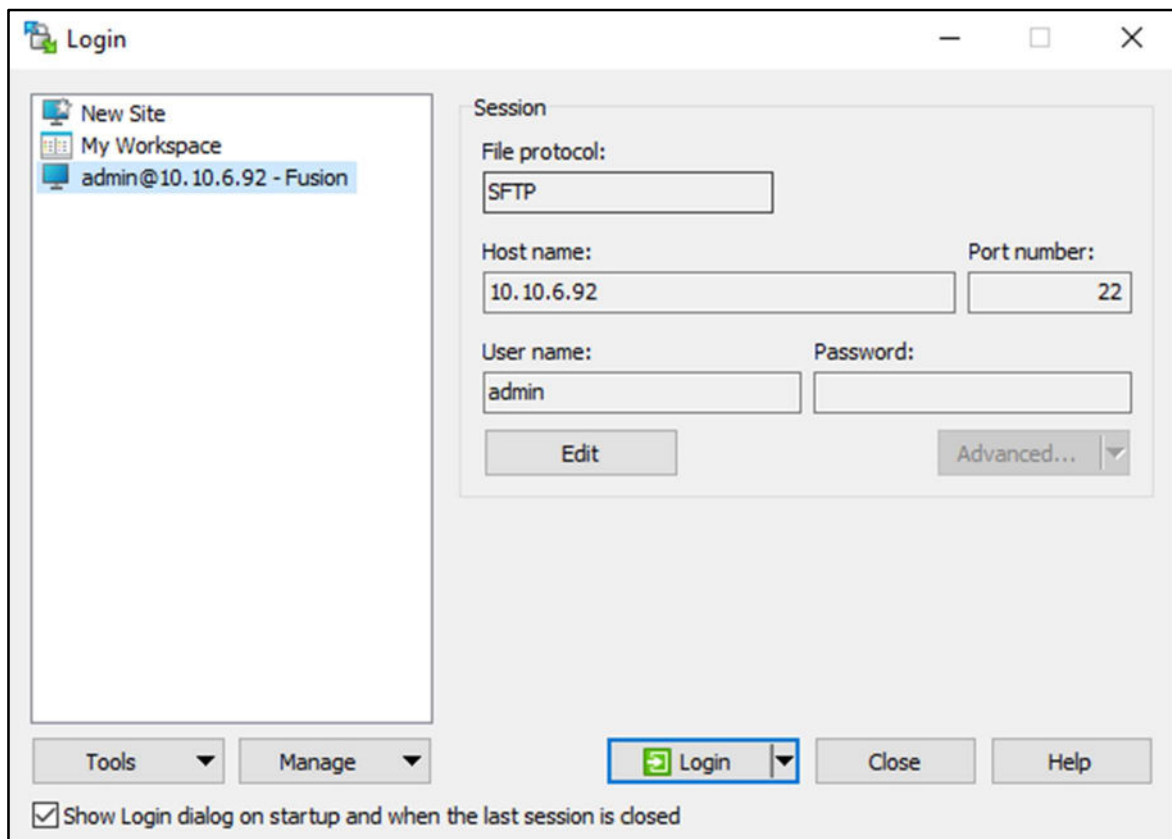 Login
New Site
My Workspace
admin@10.10.6.92 - Fusion
Session
File protocol:
SFTP
Host name: Port number:
10.10.6.92 22
User name: Password:
admin
Edit Advanced...
Tools Manage Login Close Help
Show Login dialog on startup and when the last session is closed